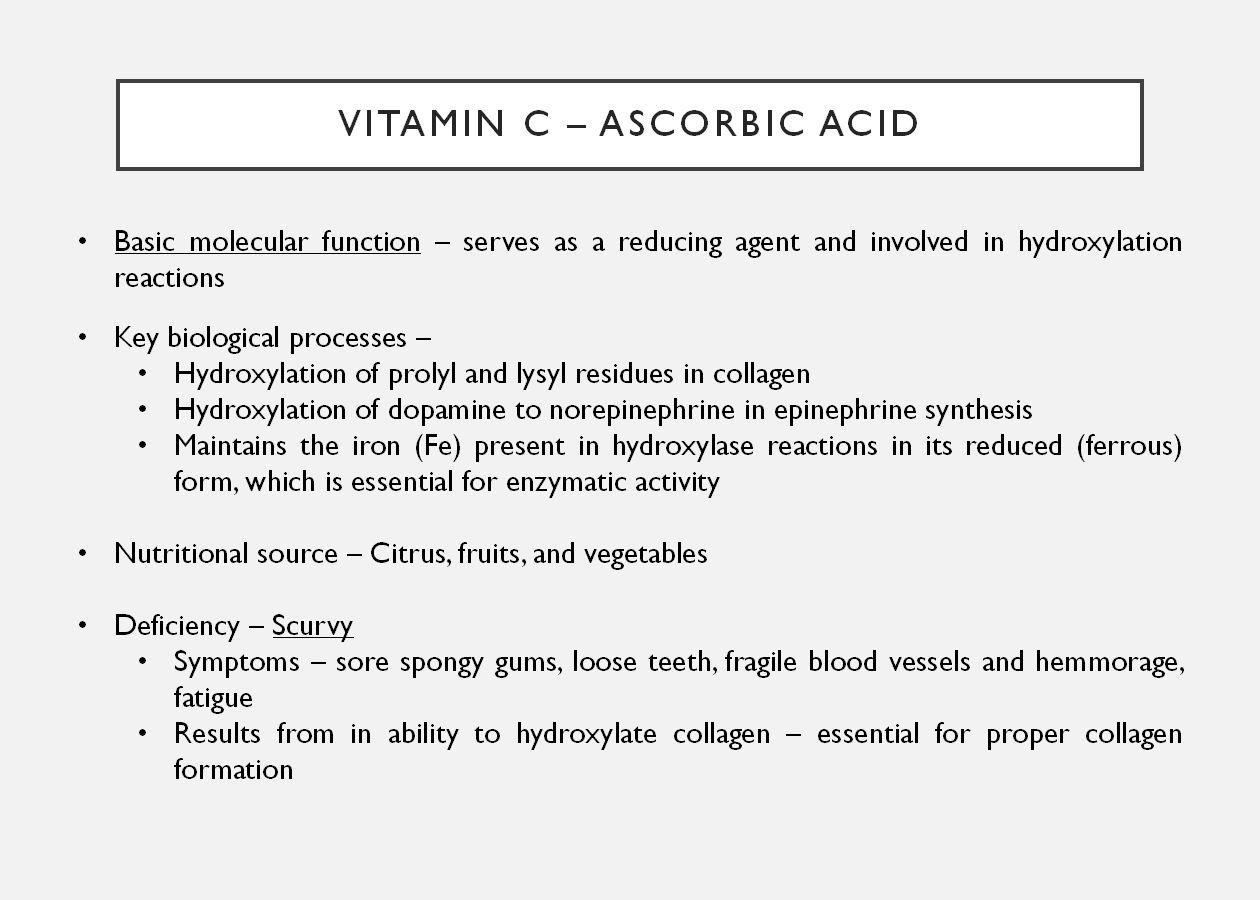 VITAMIN C – ASCORBIC ACID
• Basic molecular function – serves as a reducing agent and involved in hydroxylation
reactions
• Key biological processes –
• Hydroxylation of prolyl and lysyl residues in collagen
• Hydroxylation of dopamine to norepinephrine in epinephrine synthesis
• Maintains the iron (Fe) present in hydroxylase reactions in its reduced (ferrous)
form, which is essential for enzymatic activity
• Nutritional source – Citrus, fruits, and vegetables
• Deficiency – Scurvy
• Symptoms – sore spongy gums, loose teeth, fragile blood vessels and hemmorage,
fatigue
• Results from in ability to hydroxylate collagen – essential for proper collagen
formation